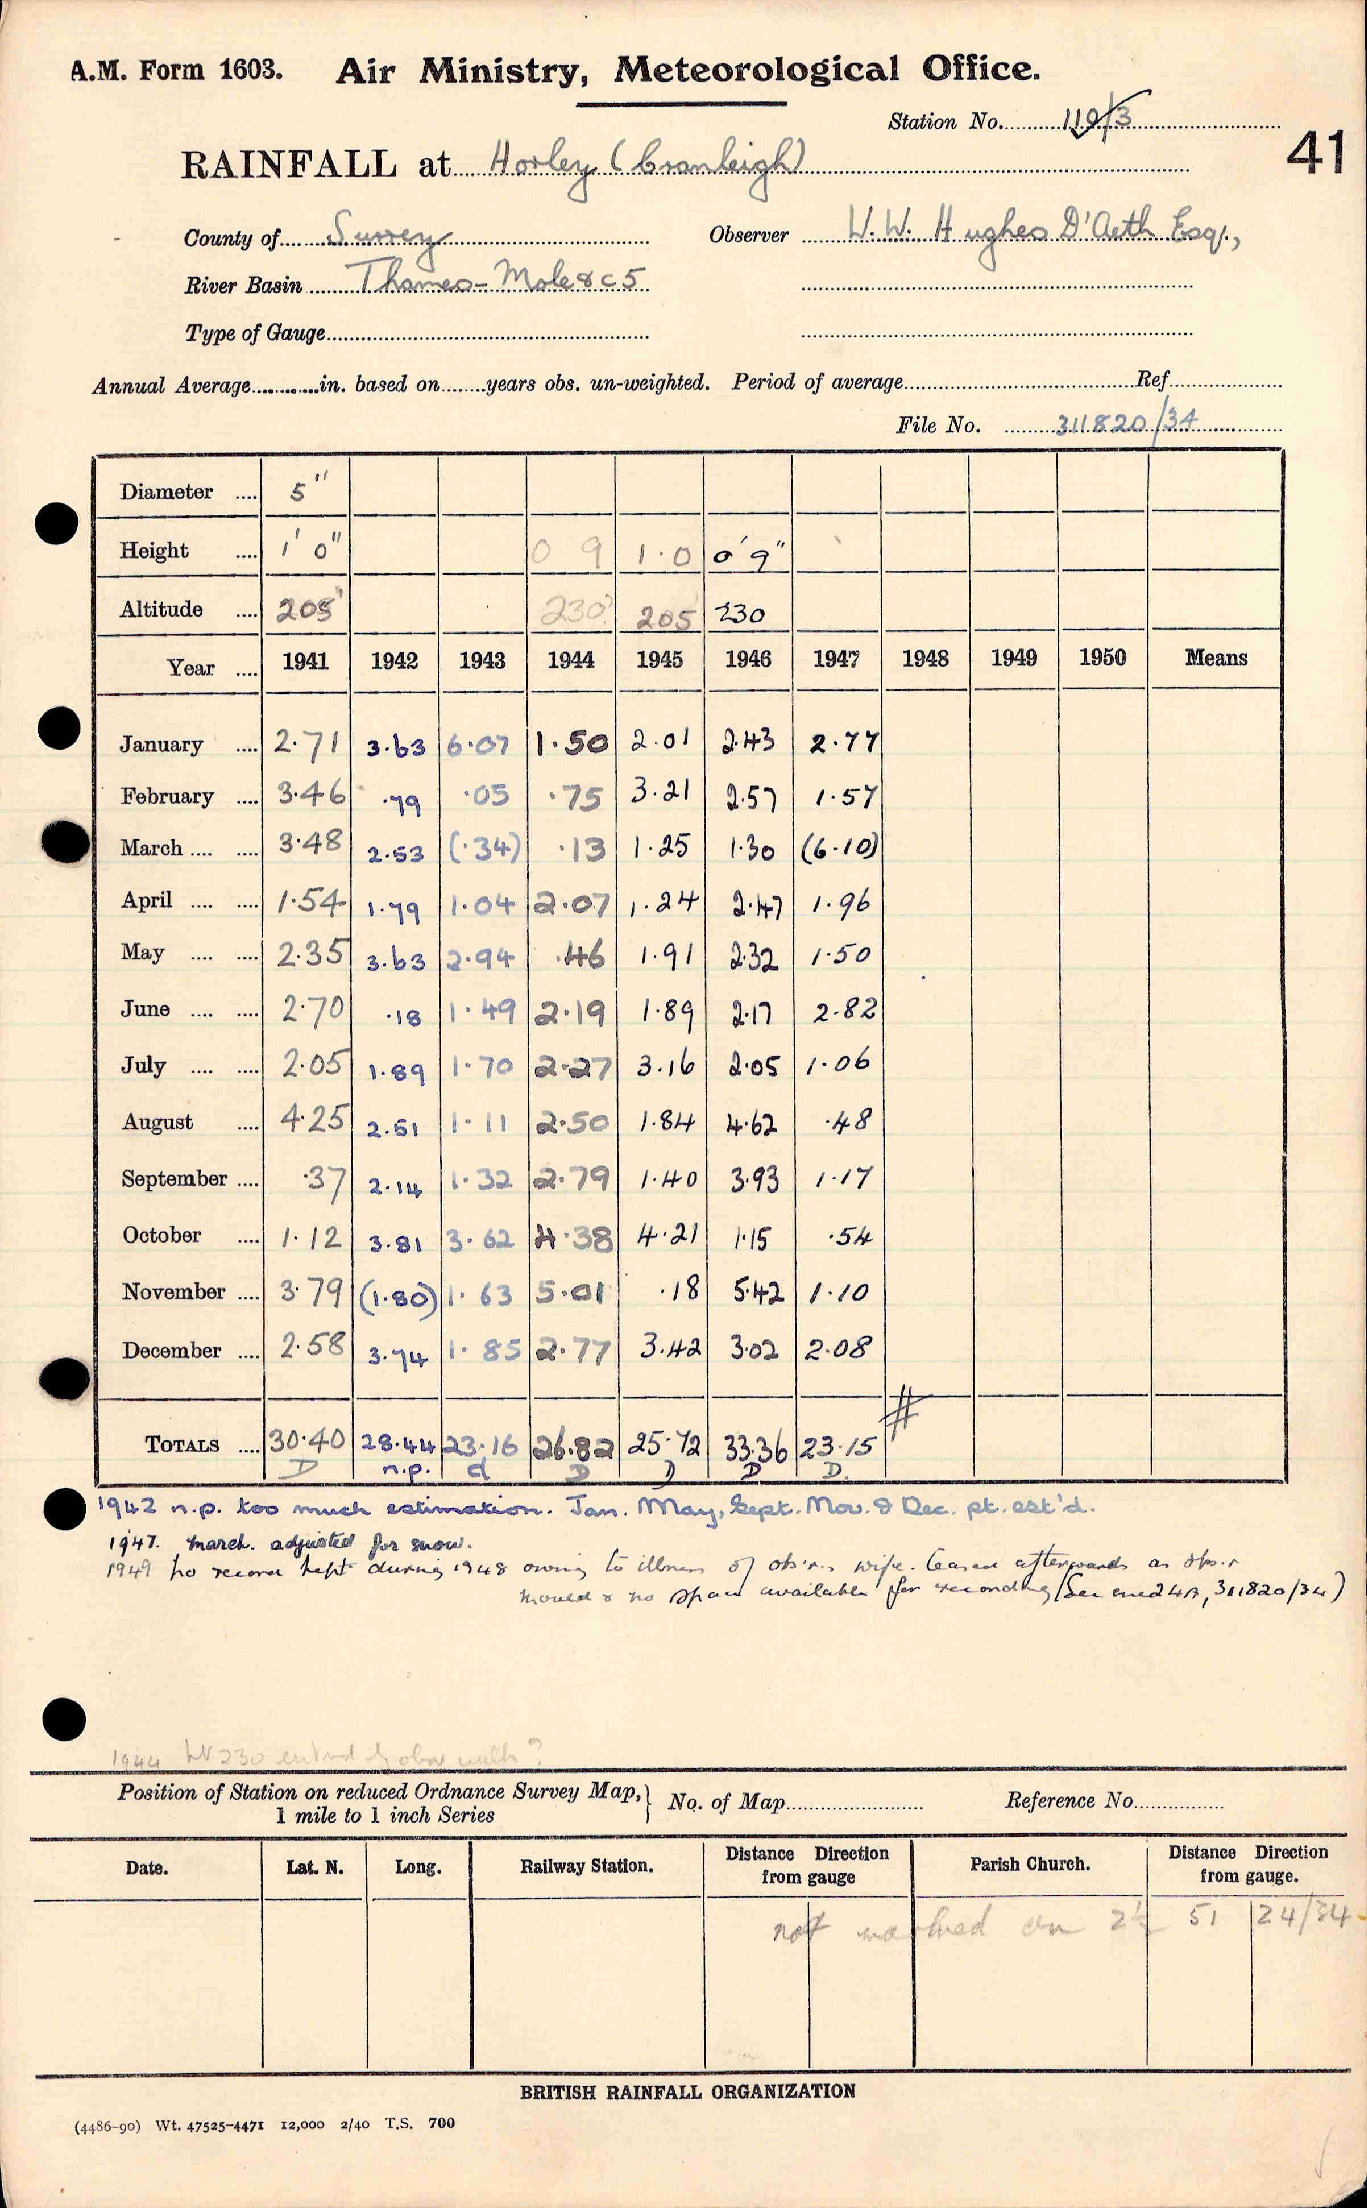 A.M. Form 1603. Air Ministry, Meteorological Office.
Station No. 110/3
41
RAINFALL at Horley (Cranleigh)
County of Surrey Observer W.W. Hughes D'Aeth Esq.,
River Basin Thames - Mole & c 5
Type of Gauge
Annual Average in. based on years obs. un-weighted. Period of average Ref
File No. 311820/34
Diameter 5"
Height 1' 0" 0 9 1·0 0' 9"
Altitude 205' 230' 205 230
Year 1941 1942 1943 1944 1945 1946 1947 1948 1949 1950 Means
January 2·71 3·63 6·07 1·50 2·01 2·43 2·77
February 3·46 ·79 ·05 ·75 3·21 2·57 1·57
March 3·48 2·53 (·34) ·13 1·25 1·30 (6·10)
April 1·54 1·79 1·04 2·07 1·24 2·47 1·96
May 2·35 3·63 2·94 ·46 1·91 2·32 1·50
June 2·70 ·18 1·49 2·19 1·89 2·17 2·82
July 2·05 1·89 1·70 2·27 3·16 2·05 1·06
August 4·25 2·51 1·11 2·50 1·84 4·62 ·48
September ·37 2·14 1·32 2·79 1·40 3·93 1·17
October 1·12 3·81 3·62 4·38 4·21 1·15 ·54
November 3·79 (1·80) 1·63 5·01 ·18 5·42 1·10
December 2·58 3·74 1·85 2·77 3·42 3·02 2·08
#
TOTALS 30·40 28·44 23·16 26·82 25·72 33·36 23·15
D n.p. d D D D D.
1942 n.p. too much estimation. Jan. May, Sept. Nov. & Dec. pt. est'd.
1947. March. adjusted for snow.
1949 No record kept during 1948 owing to illness of obs'rs. wife. Ceased afterwards as obs'r
moved & no space available for recording (See encl 24A, 311820/34)
1944 230 entered by obsr
Position of Station on reduced Ordnance Survey Map, 1 mile to 1 inch Series } No. of Map Reference No.
Date. Lat. N. Long. Railway Station. Distance Direction from gauge Parish Church. Distance Direction from gauge.
not marked on 2½ 51 24/34
BRITISH RAINFALL ORGANIZATION
(4486-90) Wt. 47525-4471 12,000 2/40 T.S. 700